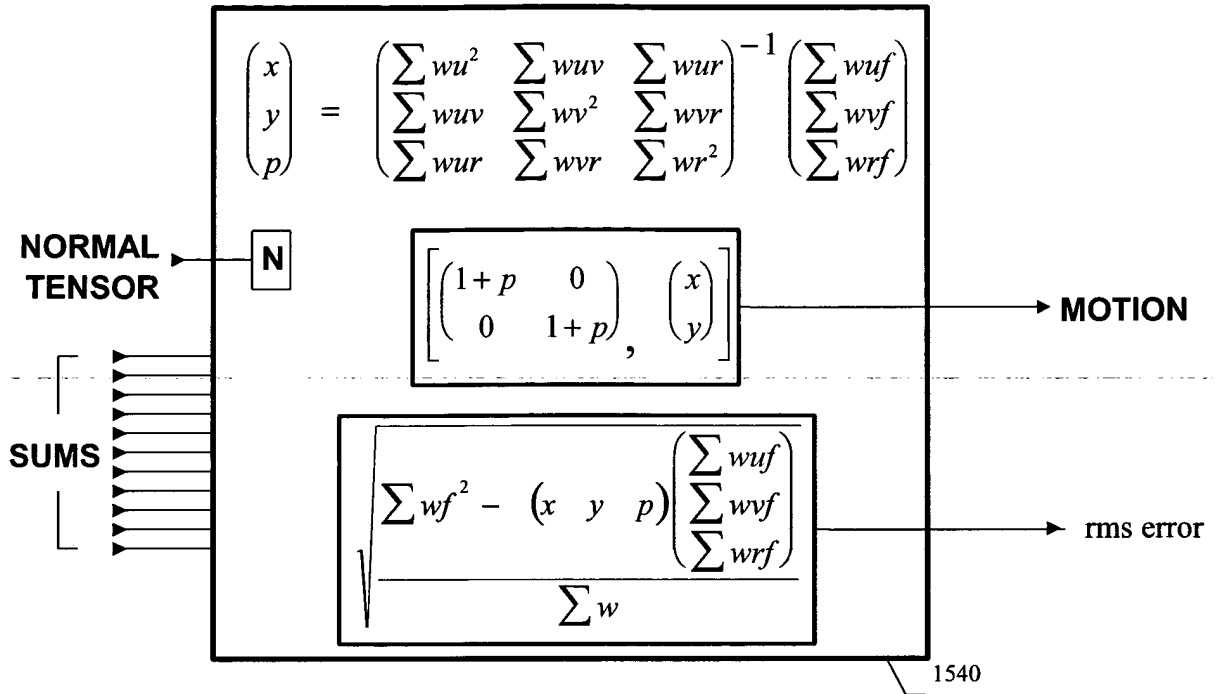 (x y p) = (∑wu² ∑wuv ∑wur
∑wuv ∑wv² ∑wvr
∑wur ∑wvr ∑wr²)⁻¹ (∑wuf
∑wvf
∑wrf)
NORMAL
TENSOR
N
[(1 + p 0
0 1 + p), (x
y)]
MOTION
SUMS
√((∑wf² − (x y p)(∑wuf
∑wvf
∑wrf)) / ∑w)
rms error
1540